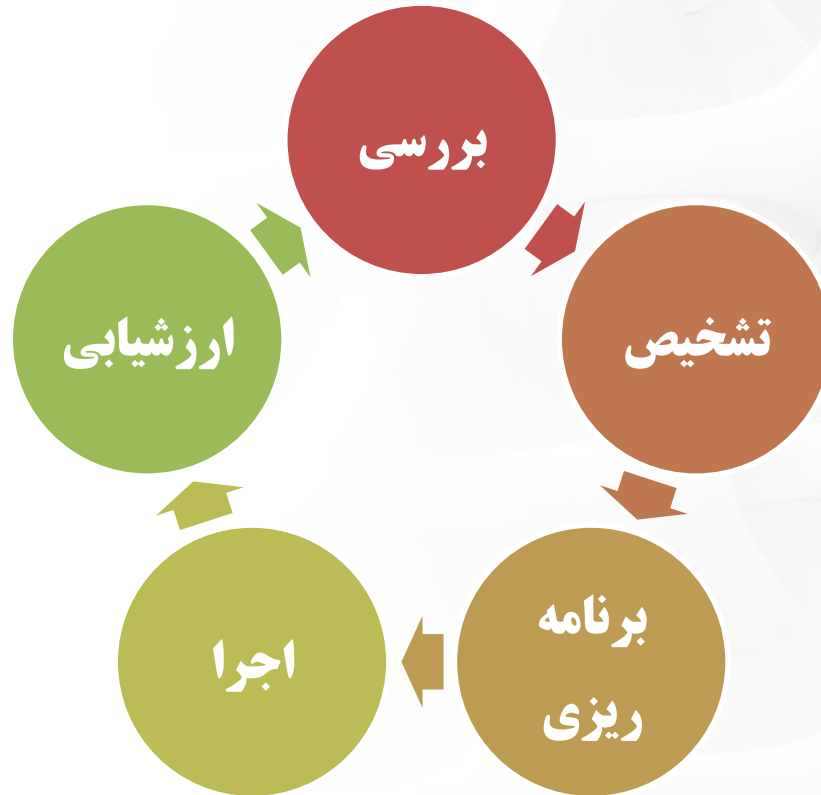 بررسی
تشخیص
برنامه
ریزی
اجرا
ارزشیابی